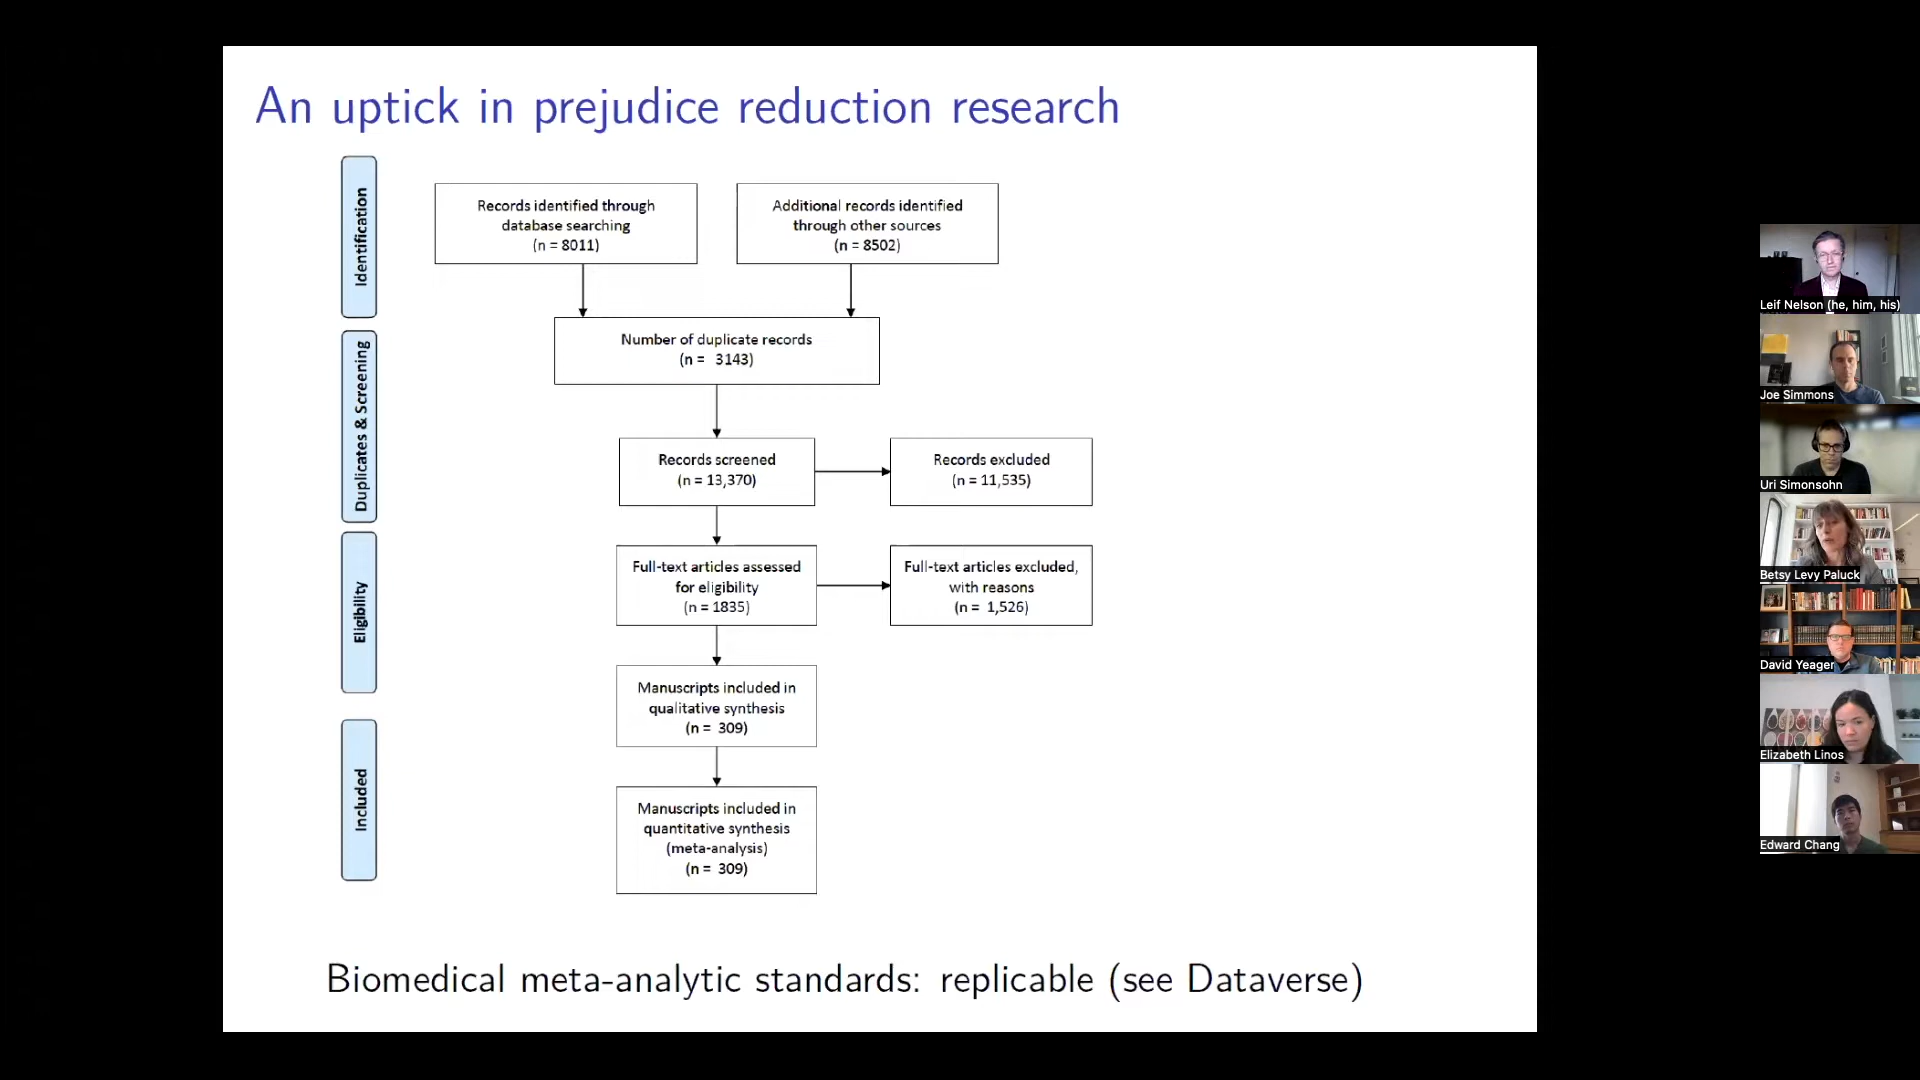 An uptick in prejudice reduction research
Identification
Records identified through
database searching
(n = 8011)
Additional records identified
through other sources
(n = 8502)
Duplicates & Screening
Number of duplicate records
(n = 3143)
Records screened
(n = 13,370)
Records excluded
(n = 11,535)
Eligibility
Full-text articles assessed
for eligibility
(n = 1835)
Full-text articles excluded,
with reasons
(n = 1,526)
Manuscripts included in
qualitative synthesis
(n = 309)
Included
Manuscripts included in
quantitative synthesis
(meta-analysis)
(n = 309)
Biomedical meta-analytic standards: replicable (see Dataverse)
Leif Nelson (he, him, his)
Joe Simmons
Uri Simonsohn
Betsy Levy Paluck
David Yeager
Elizabeth Linos
Edward Chang